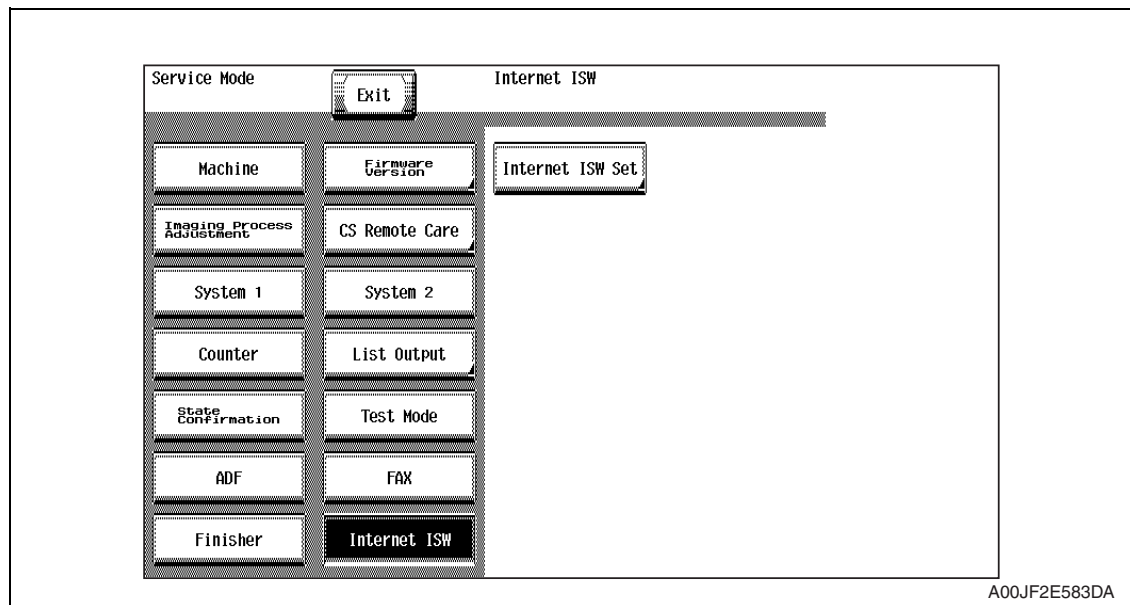 Service Mode
Exit
Internet ISW
Machine
Firmware
Version
Internet ISW Set
Imaging Process
Adjustment
CS Remote Care
System 1
System 2
Counter
List Output
State
Confirmation
Test Mode
ADF
FAX
Finisher
Internet ISW
A00JF2E583DA